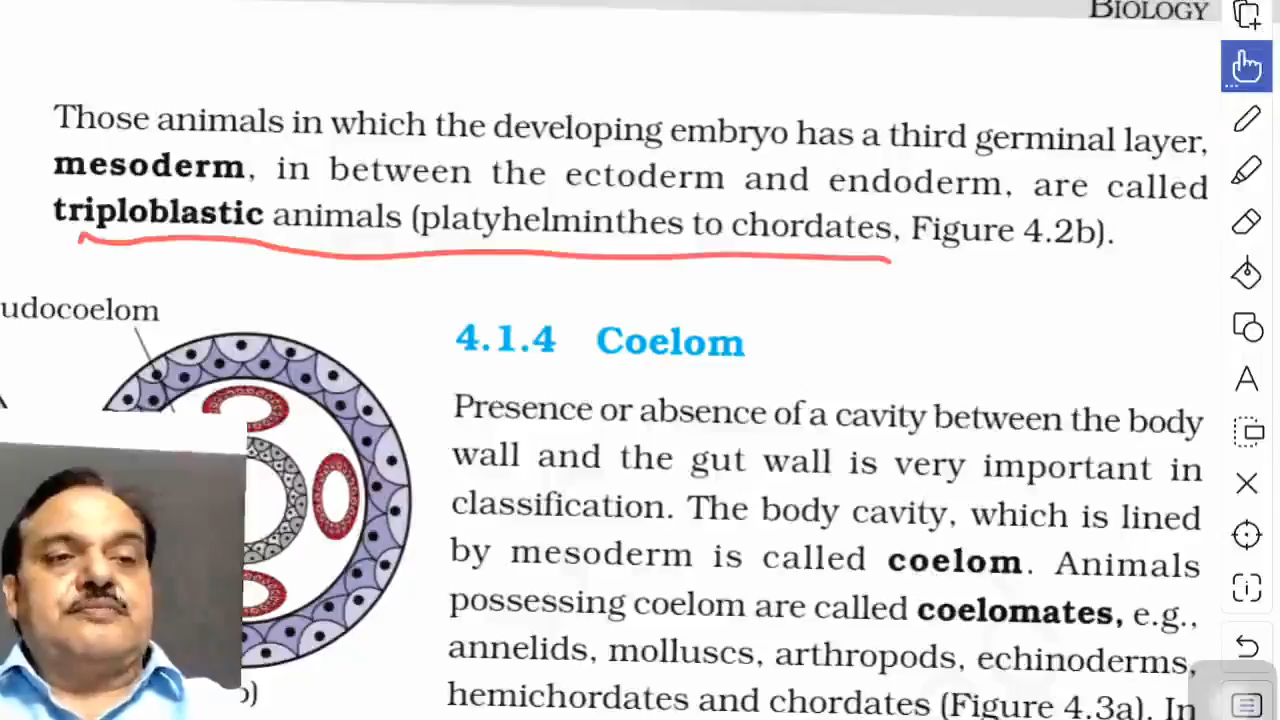 BIOLOGY
Those animals in which the developing embryo has a third germinal layer,
mesoderm, in between the ectoderm and endoderm, are called
triploblastic animals (platyhelminthes to chordates, Figure 4.2b).
udocoelom
4.1.4 Coelom
Presence or absence of a cavity between the body
wall and the gut wall is very important in
classification. The body cavity, which is lined
by mesoderm is called coelom. Animals
possessing coelom are called coelomates, e.g.,
annelids, molluscs, arthropods, echinoderms,
hemichordates and chordates (Figure 4.3a). In
b)
A